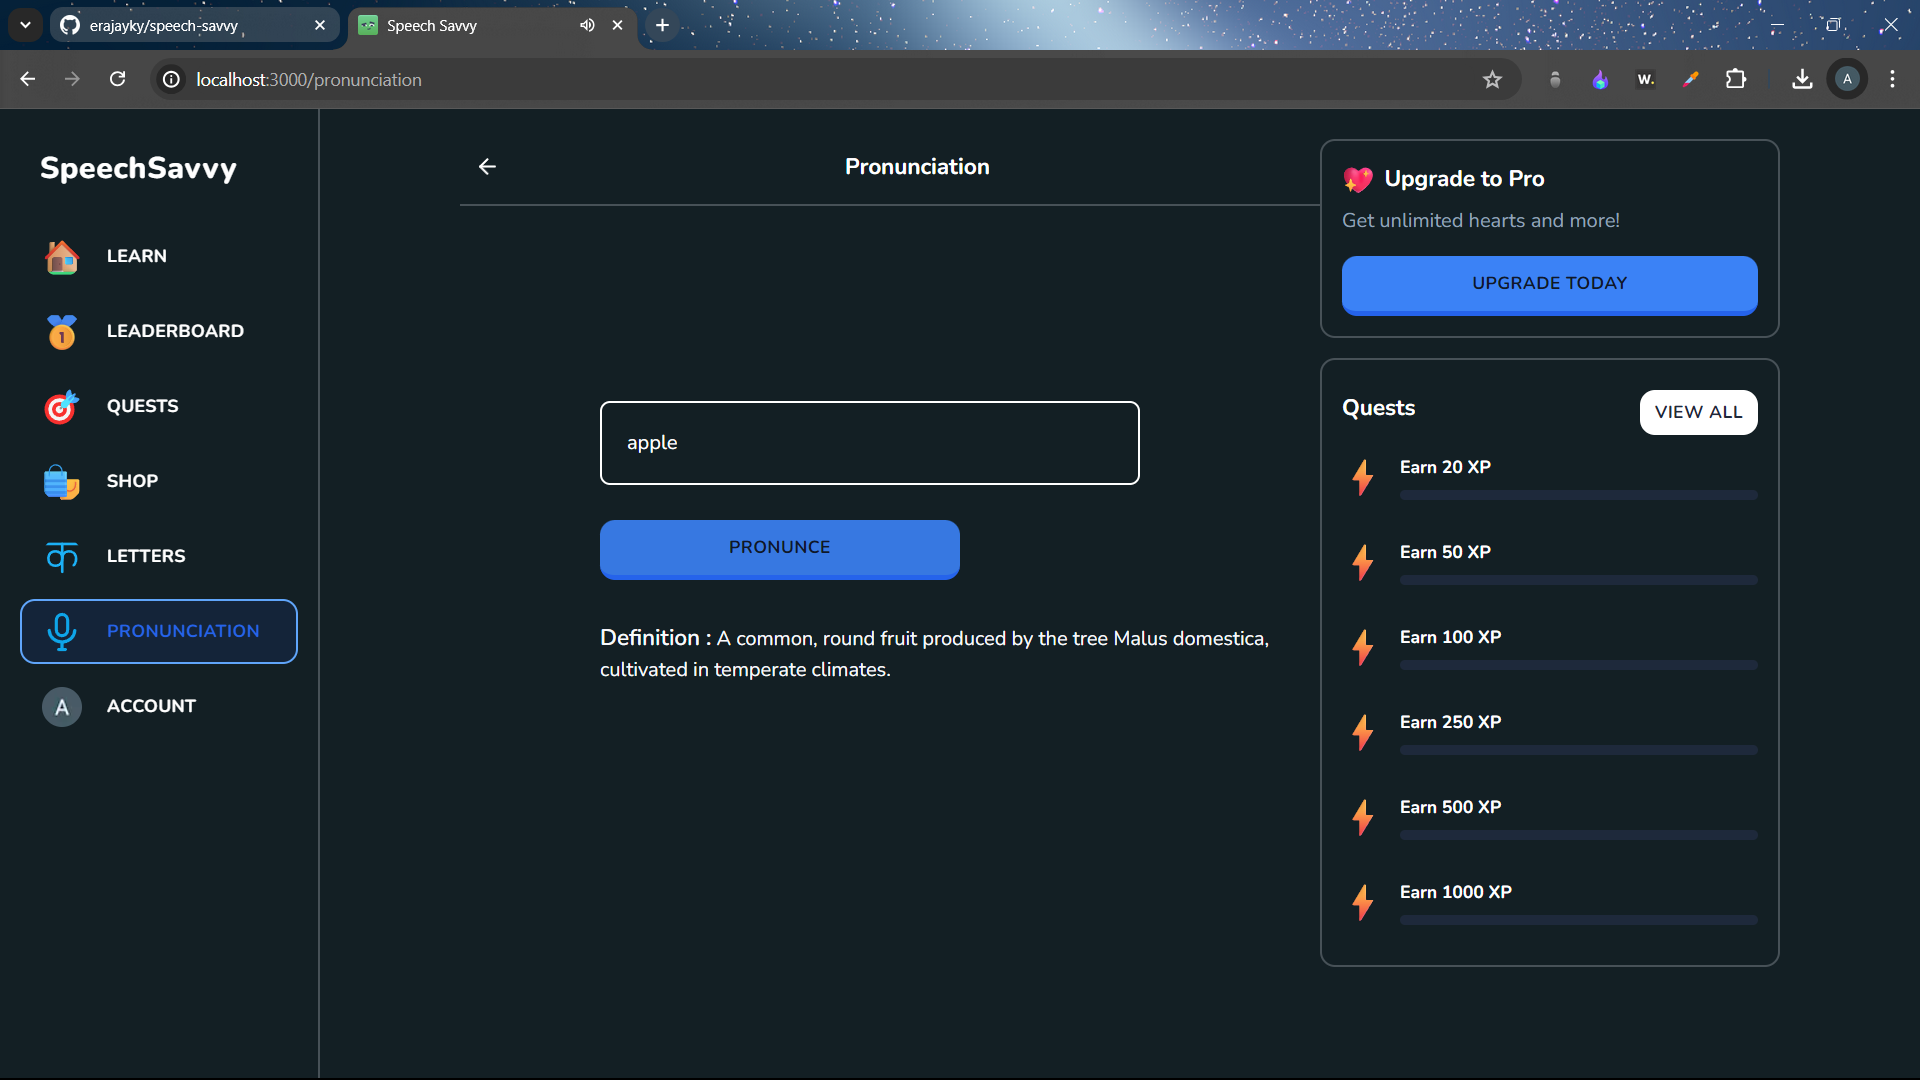 erajayky/speech-savvy
Speech Savvy
localhost:3000/pronunciation
W.
A
SpeechSavvy
LEARN
1
LEADERBOARD
QUESTS
SHOP
क
LETTERS
PRONUNCIATION
A
ACCOUNT
Pronunciation
apple
PRONUNCE
Definition : A common, round fruit produced by the tree Malus domestica,
cultivated in temperate climates.
Upgrade to Pro
Get unlimited hearts and more!
UPGRADE TODAY
Quests
VIEW ALL
Earn 20 XP
Earn 50 XP
Earn 100 XP
Earn 250 XP
Earn 500 XP
Earn 1000 XP